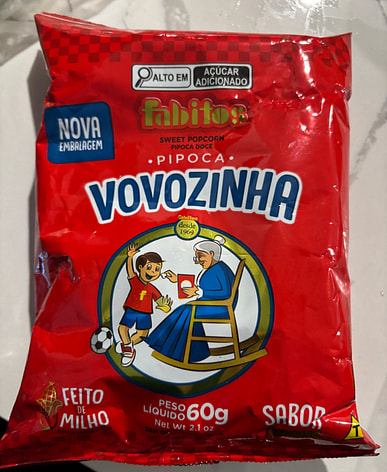 ALTO EM
AÇÚCAR
ADICIONADO
fabitos
NOVA
EMBALAGEM
SWEET POPCORN
PIPOCA DOCE
• PIPOCA •
VOVOZINHA
desde
1969
FEITO
DE
MILHO
PESO
LÍQUIDO 60g
Net Wt 2.1 oz
SABOR
T